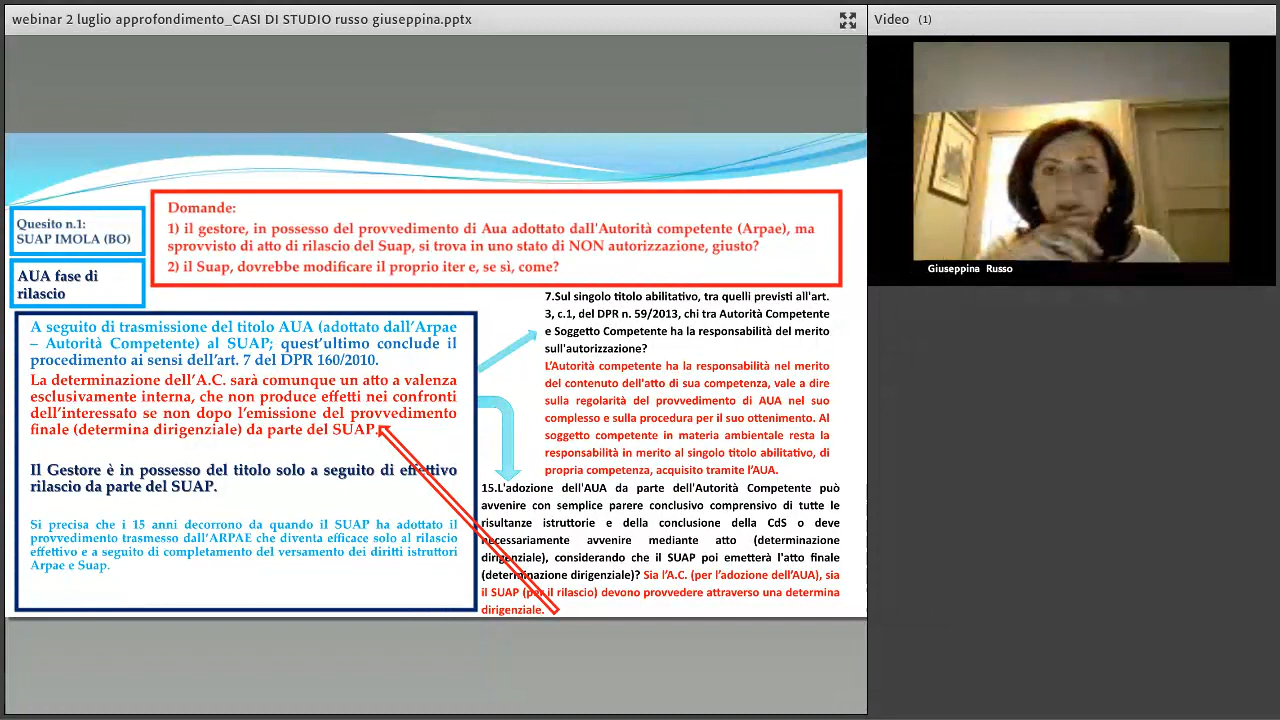 webinar 2 luglio approfondimento_CASI DI STUDIO russo giuseppina.pptx
Video (1)
Giuseppina Russo
Quesito n.1:
SUAP IMOLA (BO)
AUA fase di
rilascio
Domande:
1) il gestore, in possesso del provvedimento di Aua adottato dall'Autorità competente (Arpae), ma
sprovvisto di atto di rilascio del Suap, si trova in uno stato di NON autorizzazione, giusto?
2) il Suap, dovrebbe modificare il proprio iter e, se sì, come?
A seguito di trasmissione del titolo AUA (adottato dall'Arpae
– Autorità Competente) al SUAP; quest'ultimo conclude il
procedimento ai sensi dell'art. 7 del DPR 160/2010.
La determinazione dell'A.C. sarà comunque un atto a valenza
esclusivamente interna, che non produce effetti nei confronti
dell'interessato se non dopo l'emissione del provvedimento
finale (determina dirigenziale) da parte del SUAP.
Il Gestore è in possesso del titolo solo a seguito di effettivo
rilascio da parte del SUAP.
Si precisa che i 15 anni decorrono da quando il SUAP ha adottato il
provvedimento trasmesso dall'ARPAE che diventa efficace solo al rilascio
effettivo e a seguito di completamento del versamento dei diritti istruttori
Arpae e Suap.
7.Sul singolo titolo abilitativo, tra quelli previsti all'art.
3, c.1, del DPR n. 59/2013, chi tra Autorità Competente
e Soggetto Competente ha la responsabilità del merito
sull'autorizzazione?
L'Autorità competente ha la responsabilità nel merito
del contenuto dell'atto di sua competenza, vale a dire
sulla regolarità del provvedimento di AUA nel suo
complesso e sulla procedura per il suo ottenimento. Al
soggetto competente in materia ambientale resta la
responsabilità in merito al singolo titolo abilitativo, di
propria competenza, acquisito tramite l'AUA.
15.L'adozione dell'AUA da parte dell'Autorità Competente può
avvenire con semplice parere conclusivo comprensivo di tutte le
risultanze istruttorie e della conclusione della CdS o deve
necessariamente avvenire mediante atto (determinazione
dirigenziale), considerando che il SUAP poi emetterà l'atto finale
(determinazione dirigenziale)? Sia l'A.C. (per l'adozione dell'AUA), sia
il SUAP (per il rilascio) devono provvedere attraverso una determina
dirigenziale.